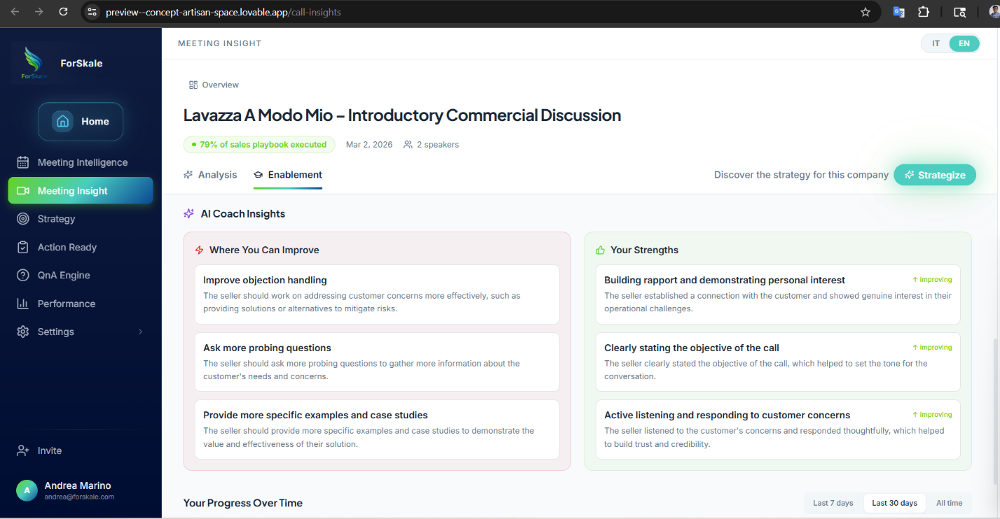 preview--concept-artisan-space.lovable.app/call-insights
ForSkale
ForSkale
Home
Meeting Intelligence
Meeting Insight
Strategy
Action Ready
QnA Engine
Performance
Settings
Invite
A
Andrea Marino
andrea@forskale.com
MEETING INSIGHT
IT EN
Overview
Lavazza A Modo Mio – Introductory Commercial Discussion
79% of sales playbook executed Mar 2, 2026 2 speakers
Analysis Enablement
Discover the strategy for this company Strategize
AI Coach Insights
Where You Can Improve
Improve objection handling
The seller should work on addressing customer concerns more effectively, such as
providing solutions or alternatives to mitigate risks.
Ask more probing questions
The seller should ask more probing questions to gather more information about the
customer's needs and concerns.
Provide more specific examples and case studies
The seller should provide more specific examples and case studies to demonstrate the
value and effectiveness of their solution.
Your Strengths
Building rapport and demonstrating personal interest ↑ improving
The seller established a connection with the customer and showed genuine interest in their
operational challenges.
Clearly stating the objective of the call ↑ improving
The seller clearly stated the objective of the call, which helped to set the tone for the
conversation.
Active listening and responding to customer concerns ↑ improving
The seller listened to the customer's concerns and responded thoughtfully, which helped
to build trust and credibility.
Your Progress Over Time
Last 7 days Last 30 days All time